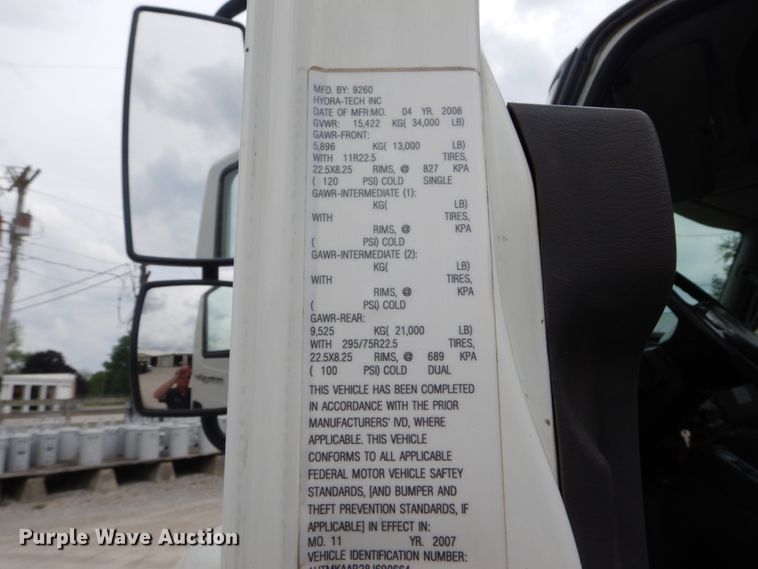 MFD. BY: 9260
HYDRA-TECH INC
DATE OF MFR:MO. 04 YR. 2008
GVWR: 15,422 KG( 34,000 LB)
GAWR-FRONT:
5,896 KG( 13,000 LB)
WITH 11R22.5 TIRES,
22.5X8.25 RIMS, @ 827 KPA
( 120 PSI) COLD SINGLE
GAWR-INTERMEDIATE (1):
KG( LB)
WITH TIRES,
RIMS, @ KPA
( PSI) COLD
GAWR-INTERMEDIATE (2):
KG( LB)
WITH TIRES,
RIMS, @ KPA
( PSI) COLD
GAWR-REAR:
9,525 KG( 21,000 LB)
WITH 295/75R22.5 TIRES,
22.5X8.25 RIMS, @ 689 KPA
( 100 PSI) COLD DUAL
THIS VEHICLE HAS BEEN COMPLETED
IN ACCORDANCE WITH THE PRIOR
MANUFACTURERS' IVD, WHERE
APPLICABLE. THIS VEHICLE
CONFORMS TO ALL APPLICABLE
FEDERAL MOTOR VEHICLE SAFTEY
STANDARDS, [AND BUMPER AND
THEFT PREVENTION STANDARDS, IF
APPLICABLE] IN EFFECT IN:
MO. 11 YR. 2007
VEHICLE IDENTIFICATION NUMBER:
Purple Wave Auction